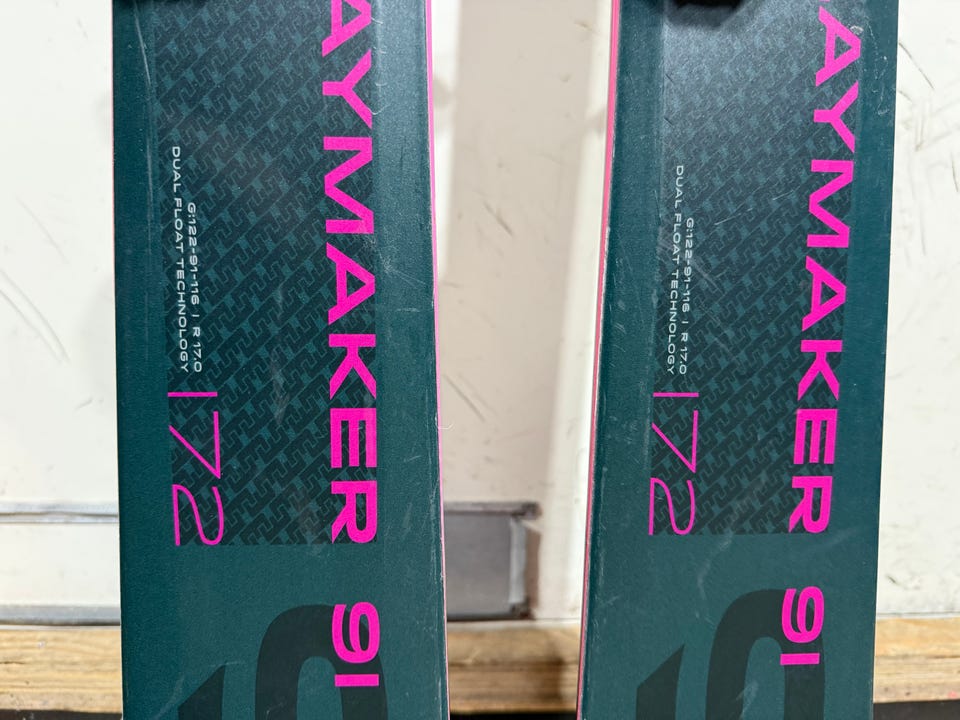 AYMAKER 91
G:122-91-116 | R 17.0
DUAL FLOAT TECHNOLOGY
172
AYMAKER 91
G:122-91-116 | R 17.0
DUAL FLOAT TECHNOLOGY
172